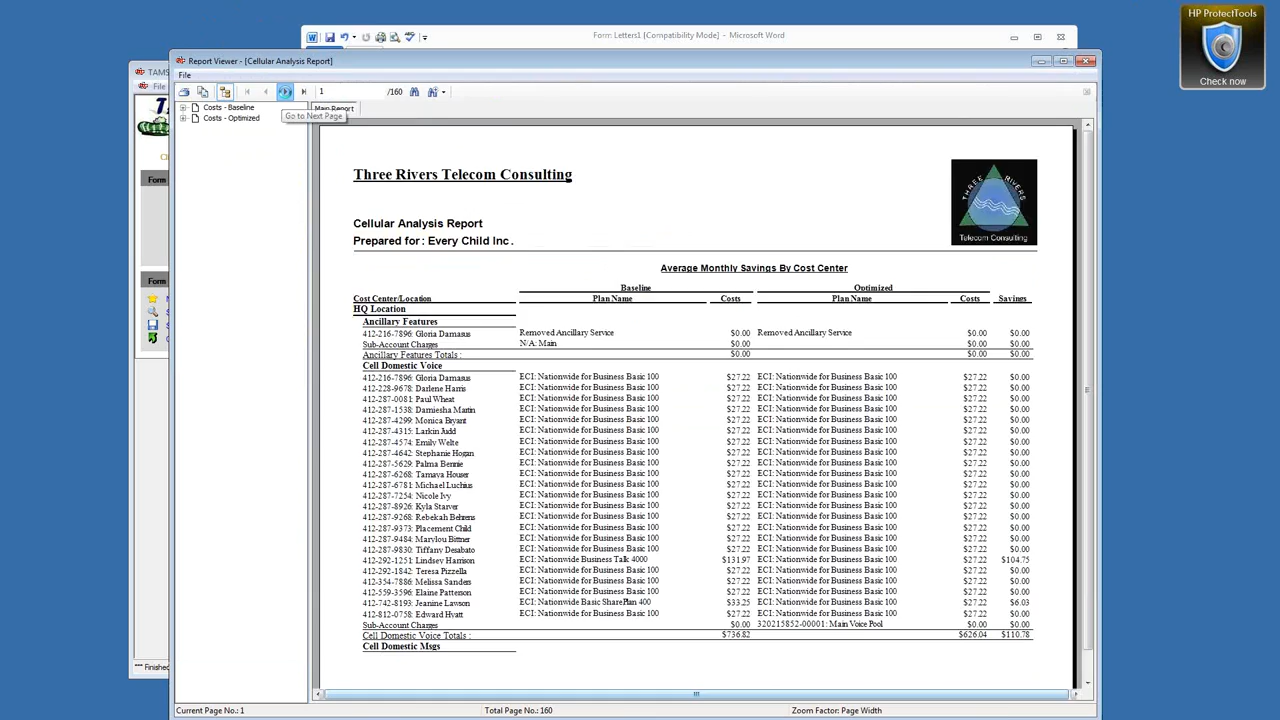 HP ProtectTools
Check now
Form Letters1 [Compatibility Mode] - Microsoft Word
TAMS
File
Form
Form
*** Finished
Report Viewer - [Cellular Analysis Report]
File
1 /160
Go to Next Page
Main Report
Costs - Baseline
Costs - Optimized
Three Rivers Telecom Consulting
THREE RIVERS
Telecom Consulting
Cellular Analysis Report
Prepared for: Every Child Inc.
Average Monthly Savings By Cost Center
Baseline Optimized
Cost Center/Location Plan Name Costs Plan Name Costs Savings
HQ Location
Ancillary Features
412-216-7896: Gloria Damasus Removed Ancillary Service $0.00 Removed Ancillary Service $0.00 $0.00
Sub-Account Charges N/A: Main $0.00 $0.00 $0.00
Ancillary Features Totals : $0.00 $0.00 $0.00
Cell Domestic Voice
412-216-7896: Gloria Damasus ECI: Nationwide for Business Basic 100 $27.22 ECI: Nationwide for Business Basic 100 $27.22 $0.00
412-228-9678: Darlene Harris ECI: Nationwide for Business Basic 100 $27.22 ECI: Nationwide for Business Basic 100 $27.22 $0.00
412-287-0081: Paul Wheat ECI: Nationwide for Business Basic 100 $27.22 ECI: Nationwide for Business Basic 100 $27.22 $0.00
412-287-1538: Damiesha Martin ECI: Nationwide for Business Basic 100 $27.22 ECI: Nationwide for Business Basic 100 $27.22 $0.00
412-287-4299: Monica Bryant ECI: Nationwide for Business Basic 100 $27.22 ECI: Nationwide for Business Basic 100 $27.22 $0.00
412-287-4315: Larkin Judd ECI: Nationwide for Business Basic 100 $27.22 ECI: Nationwide for Business Basic 100 $27.22 $0.00
412-287-4574: Emily Welte ECI: Nationwide for Business Basic 100 $27.22 ECI: Nationwide for Business Basic 100 $27.22 $0.00
412-287-4642: Stephanie Hogan ECI: Nationwide for Business Basic 100 $27.22 ECI: Nationwide for Business Basic 100 $27.22 $0.00
412-287-5629: Palma Bennie ECI: Nationwide for Business Basic 100 $27.22 ECI: Nationwide for Business Basic 100 $27.22 $0.00
412-287-6268: Tamaya Houser ECI: Nationwide for Business Basic 100 $27.22 ECI: Nationwide for Business Basic 100 $27.22 $0.00
412-287-6781: Michael Luchius ECI: Nationwide for Business Basic 100 $27.22 ECI: Nationwide for Business Basic 100 $27.22 $0.00
412-287-7254: Nicole Ivy ECI: Nationwide for Business Basic 100 $27.22 ECI: Nationwide for Business Basic 100 $27.22 $0.00
412-287-8926: Kyla Starver ECI: Nationwide for Business Basic 100 $27.22 ECI: Nationwide for Business Basic 100 $27.22 $0.00
412-287-9268: Rebekah Behrens ECI: Nationwide for Business Basic 100 $27.22 ECI: Nationwide for Business Basic 100 $27.22 $0.00
412-287-9373: Placement Child ECI: Nationwide for Business Basic 100 $27.22 ECI: Nationwide for Business Basic 100 $27.22 $0.00
412-287-9484: Marylou Bittner ECI: Nationwide for Business Basic 100 $27.22 ECI: Nationwide for Business Basic 100 $27.22 $0.00
412-287-9830: Tiffany Desabato ECI: Nationwide for Business Basic 100 $27.22 ECI: Nationwide for Business Basic 100 $27.22 $0.00
412-292-1251: Lindsey Harrison ECI: Nationwide Business Talk 4000 $131.97 ECI: Nationwide for Business Basic 100 $27.22 $104.75
412-292-1842: Teresa Pizzella ECI: Nationwide for Business Basic 100 $27.22 ECI: Nationwide for Business Basic 100 $27.22 $0.00
412-354-7886: Melissa Sanders ECI: Nationwide for Business Basic 100 $27.22 ECI: Nationwide for Business Basic 100 $27.22 $0.00
412-559-3596: Elaine Patterson ECI: Nationwide for Business Basic 100 $27.22 ECI: Nationwide for Business Basic 100 $27.22 $0.00
412-742-8193: Jeanine Lawson ECI: Nationwide Basic SharePlan 400 $33.25 ECI: Nationwide for Business Basic 100 $27.22 $6.03
412-812-0758: Edward Hyatt ECI: Nationwide for Business Basic 100 $27.22 ECI: Nationwide for Business Basic 100 $27.22 $0.00
Sub-Account Charges $0.00 320215852-00001: Main Voice Pool $0.00 $0.00
Cell Domestic Voice Totals : $736.82 $626.04 $110.78
Cell Domestic Msgs
Current Page No.: 1 Total Page No.: 160 Zoom Factor: Page Width